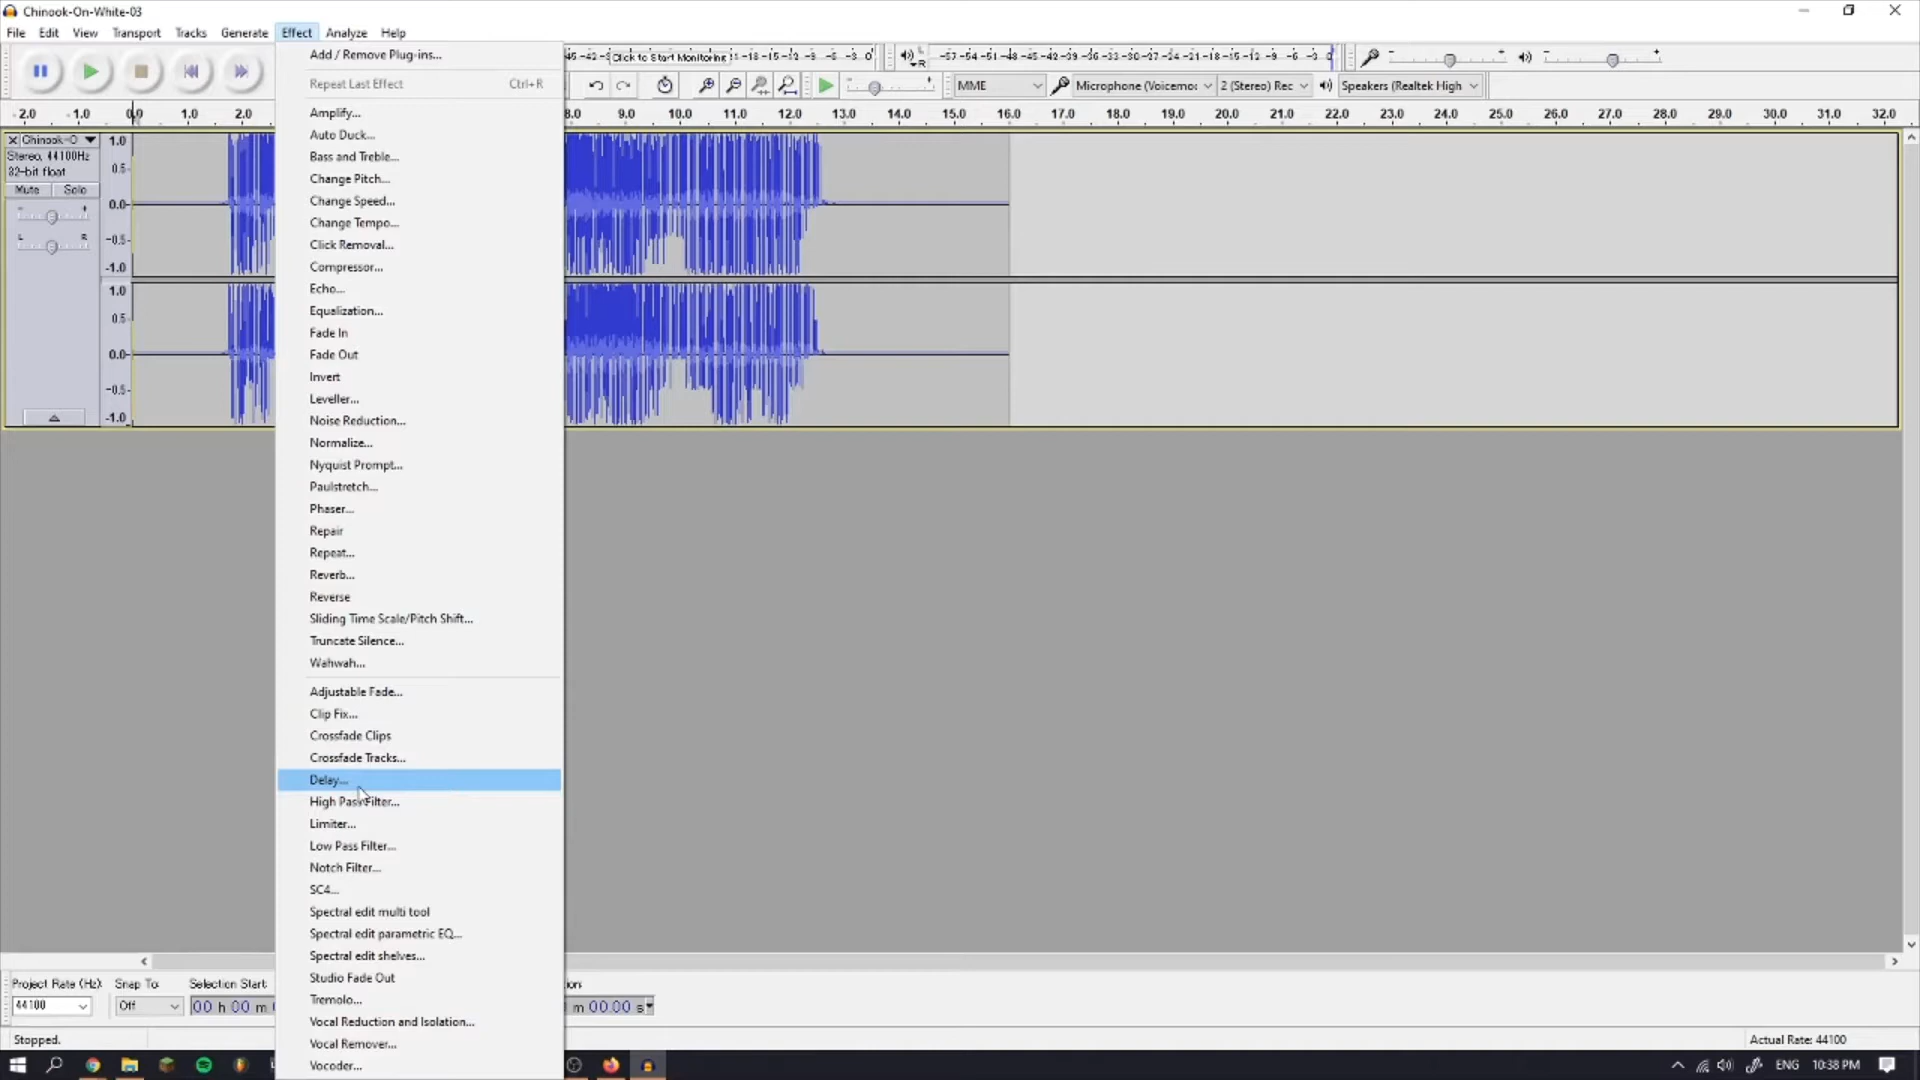 Chinook-On-White-03
File Edit View Transport Tracks Generate Effect Analyze Help
Add / Remove Plug-ins...
Click to Start Monitoring
-57 -54 -51 -48 -45 -42 -39 -36 -33 -30 -27 -24 -21 -18 -15 -12 -9 -6 -3 0
Repeat Last Effect Ctrl+R
MME Microphone (Voicemo 2 (Stereo) Rec Speakers (Realtek High
-2.0 -1.0 0.0 1.0 2.0 8.0 9.0 10.0 11.0 12.0 13.0 14.0 15.0 16.0 17.0 18.0 19.0 20.0 21.0 22.0 23.0 24.0 25.0 26.0 27.0 28.0 29.0 30.0 31.0 32.0
Chinook-O
Stereo, 44100Hz
32-bit float
Mute Solo
- +
L R
1.0
0.5-
0.0-
-0.5-
-1.0
1.0
0.5-
0.0-
-0.5-
-1.0
Amplify...
Auto Duck...
Bass and Treble...
Change Pitch...
Change Speed...
Change Tempo...
Click Removal...
Compressor...
Echo...
Equalization...
Fade In
Fade Out
Invert
Leveller...
Noise Reduction...
Normalize...
Nyquist Prompt...
Paulstretch...
Phaser...
Repair
Repeat...
Reverb...
Reverse
Sliding Time Scale/Pitch Shift...
Truncate Silence...
Wahwah...
Adjustable Fade...
Clip Fix...
Crossfade Clips
Crossfade Tracks...
Delay...
High Pass Filter...
Limiter...
Low Pass Filter...
Notch Filter...
SC4...
Spectral edit multi tool
Spectral edit parametric EQ...
Spectral edit shelves...
Studio Fade Out
Tremolo...
Vocal Reduction and Isolation...
Vocal Remover...
Vocoder...
Project Rate (Hz) Snap To: Selection Start
44100 Off 00 h 00 m m 00.00 s
Stopped. Actual Rate: 44100
ENG 10:38 PM